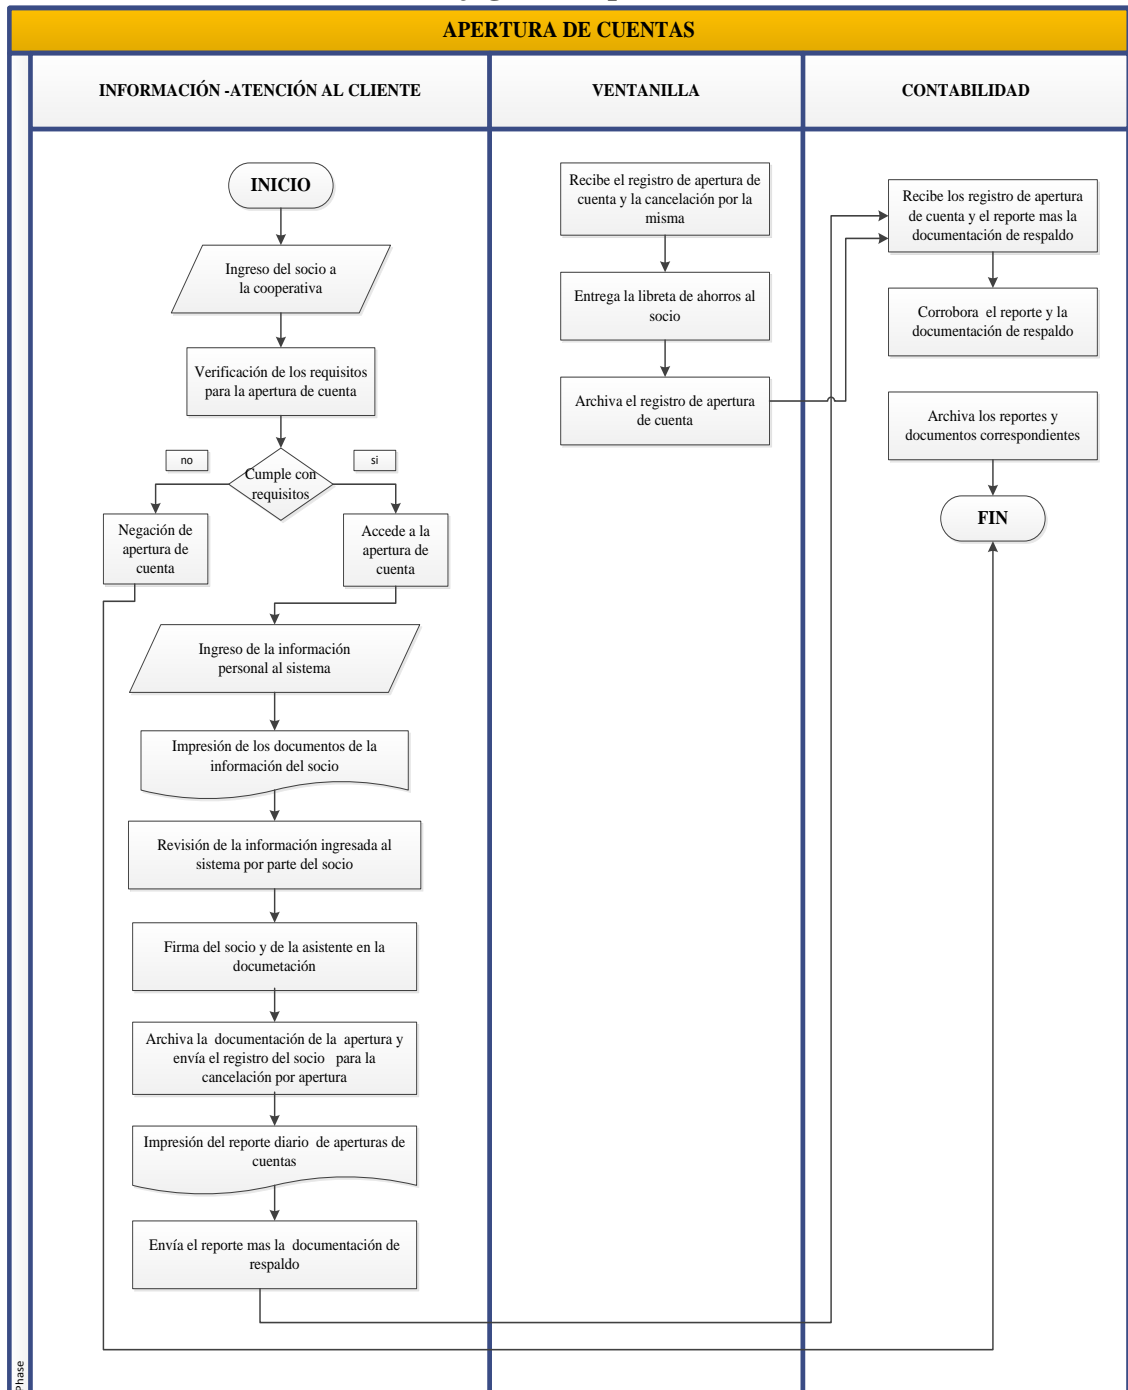 APERTURA DE CUENTAS
INFORMACIÓN -ATENCIÓN AL CLIENTE
VENTANILLA
CONTABILIDAD
INICIO
Ingreso del socio a
la cooperativa
Verificación de los requisitos
para la apertura de cuenta
no
si
Cumple con
requisitos
Negación de
apertura de
cuenta
Accede a la
apertura de
cuenta
Ingreso de la información
personal al sistema
Impresión de los documentos de la
información del socio
Revisión de la información ingresada al
sistema por parte del socio
Firma del socio y de la asistente en la
documetación
Archiva la documentación de la apertura y
envía el registro del socio para la
cancelación por apertura
Impresión del reporte diario de aperturas de
cuentas
Envía el reporte mas la documentación de
respaldo
Recibe el registro de apertura de
cuenta y la cancelación por la
misma
Entrega la libreta de ahorros al
socio
Archiva el registro de apertura
de cuenta
Recibe los registro de apertura
de cuenta y el reporte mas la
documentación de respaldo
Corrobora el reporte y la
documentación de respaldo
Archiva los reportes y
documentos correspondientes
FIN
Phase